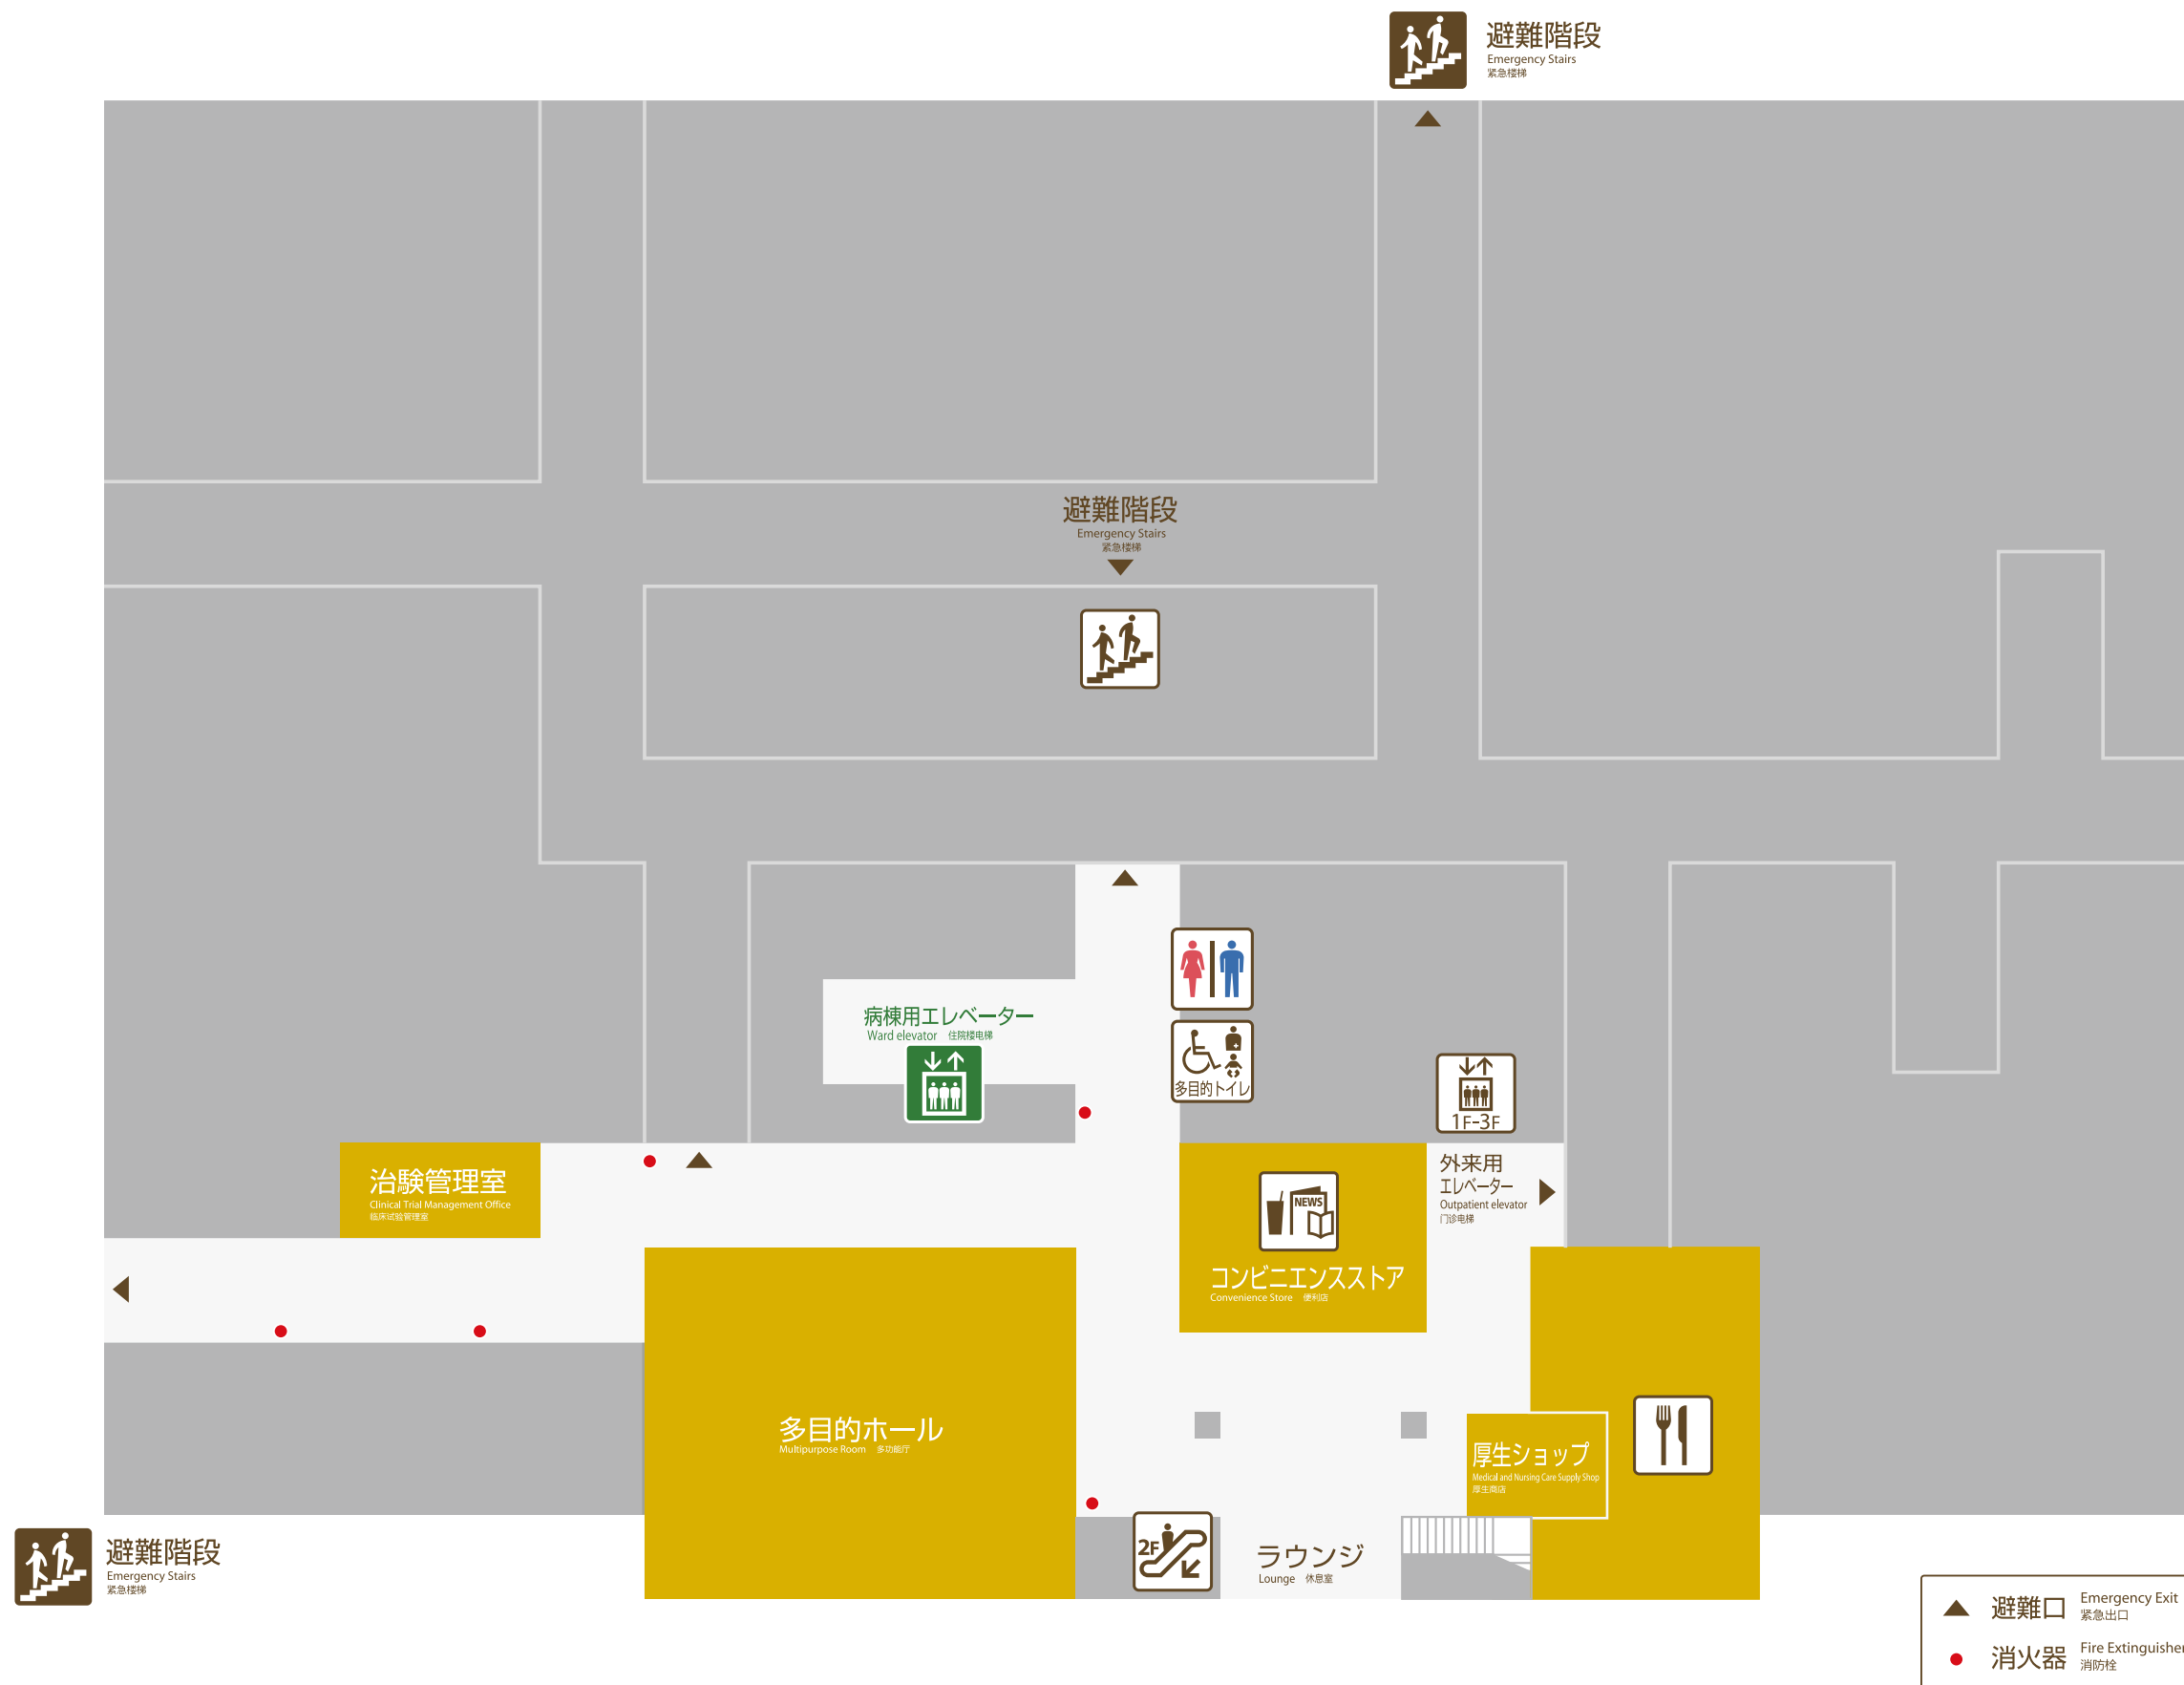 避難階段
Emergency Stairs
紧急楼梯
避難階段
Emergency Stairs
紧急楼梯
病棟用エレベーター
Ward elevator 住院楼电梯
多目的トイレ
1F-3F
外来用
エレベーター
Outpatient elevator
门诊电梯
治験管理室
Clinical Trial Management Office
临床试验管理室
NEWS
コンビニエンスストア
Convenience Store 便利店
多目的ホール
Multipurpose Room 多功能厅
厚生ショップ
Medical and Nursing Care Supply Shop
厚生商店
2F
ラウンジ
Lounge 休息室
避難階段
Emergency Stairs
紧急楼梯
避難口
Emergency Exit
紧急出口
消火器
Fire Extinguisher
消防栓